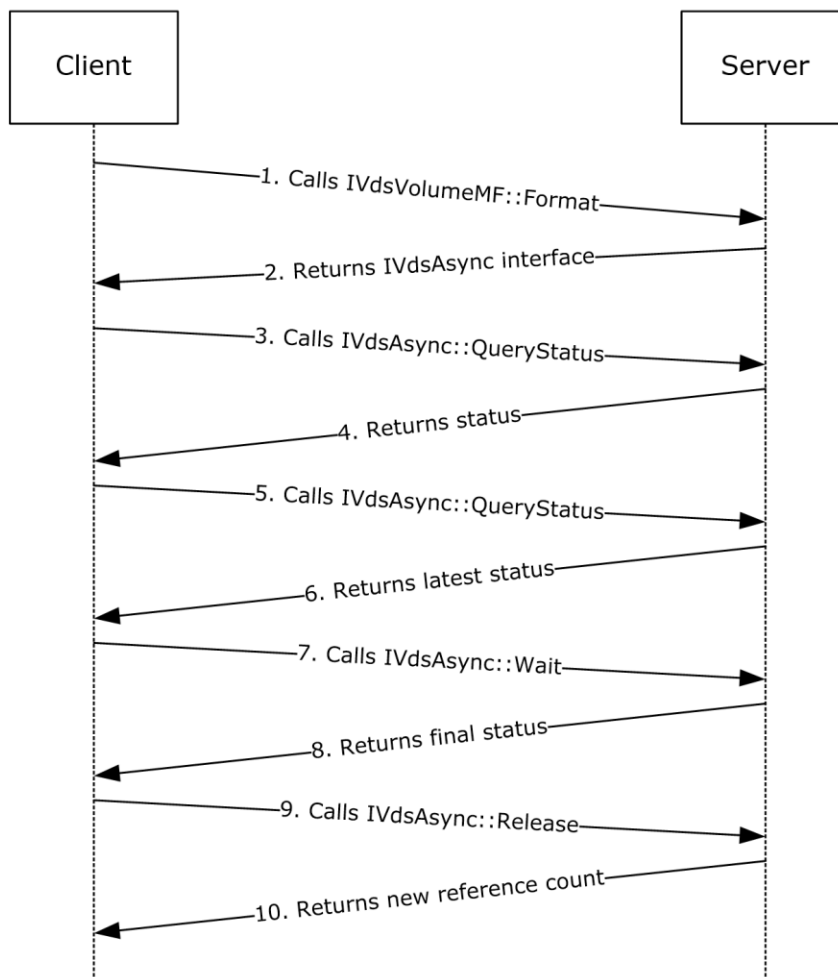 Client
Server
1. Calls IVdsVolumeMF::Format
2. Returns IVdsAsync interface
3. Calls IVdsAsync::QueryStatus
4. Returns status
5. Calls IVdsAsync::QueryStatus
6. Returns latest status
7. Calls IVdsAsync::Wait
8. Returns final status
9. Calls IVdsAsync::Release
10. Returns new reference count